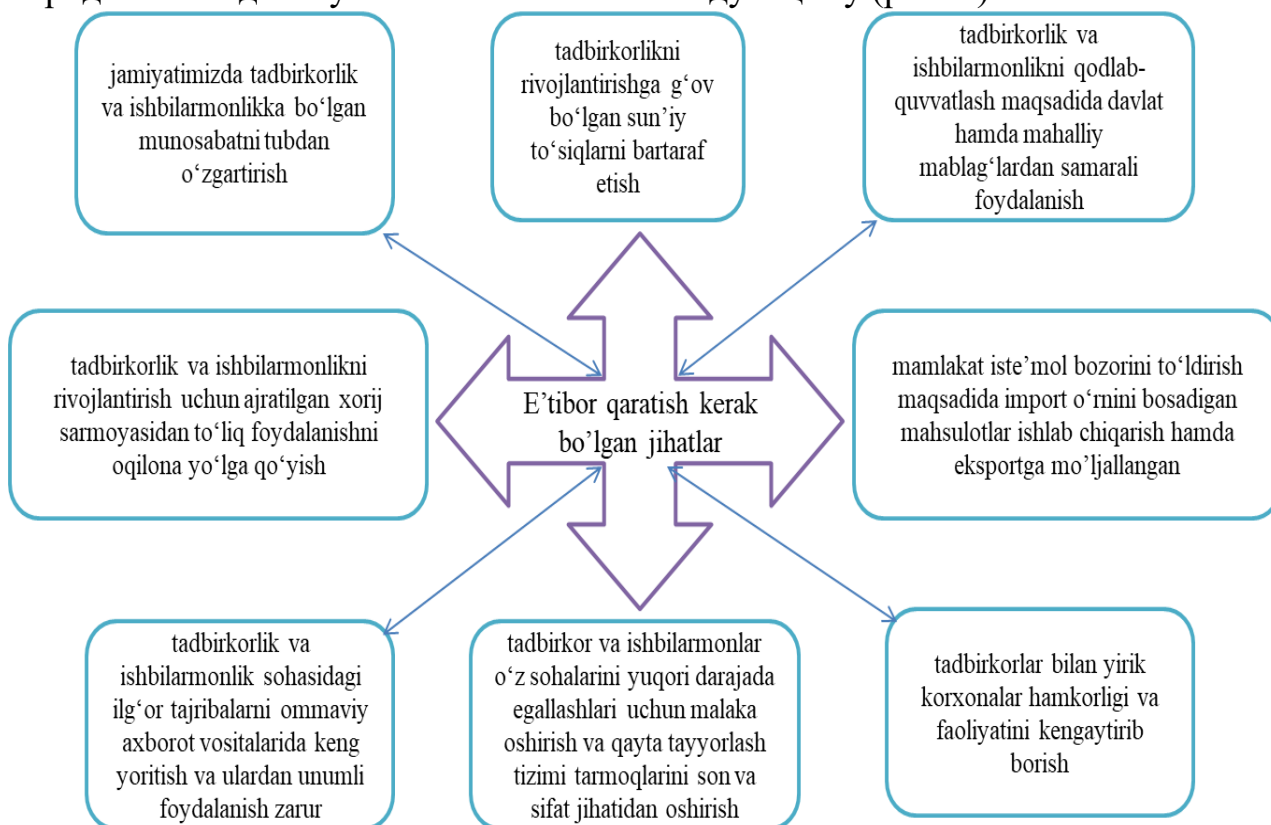 jamiyatimizda tadbirkorlik
va ishbilarmonlikka bo‘lgan
munosabatni tubdan
o‘zgartirish
tadbirkorlikni
rivojlantirishga g‘ov
bo‘lgan sun’iy
to‘siqlarni bartaraf
etish
tadbirkorlik va
ishbilarmonlikni qodlab-
quvvatlash maqsadida davlat
hamda mahalliy
mablag‘lardan samarali
foydalanish
tadbirkorlik va ishbilarmonlikni
rivojlantirish uchun ajratilgan xorij
sarmoyasidan to‘liq foydalanishni
oqilona yo‘lga qo‘yish
E’tibor qaratish kerak
bo’lgan jihatlar
mamlakat iste’mol bozorini to‘ldirish
maqsadida import o‘rnini bosadigan
mahsulotlar ishlab chiqarish hamda
eksportga mo’ljallangan
tadbirkorlik va
ishbilarmonlik sohasidagi
ilg‘or tajribalarni ommaviy
axborot vositalarida keng
yoritish va ulardan unumli
foydalanish zarur
tadbirkor va ishbilarmonlar
o‘z sohalarini yuqori darajada
egallashlari uchun malaka
oshirish va qayta tayyorlash
tizimi tarmoqlarini son va
sifat jihatidan oshirish
tadbirkorlar bilan yirik
korxonalar hamkorligi va
faoliyatini kengaytirib
borish